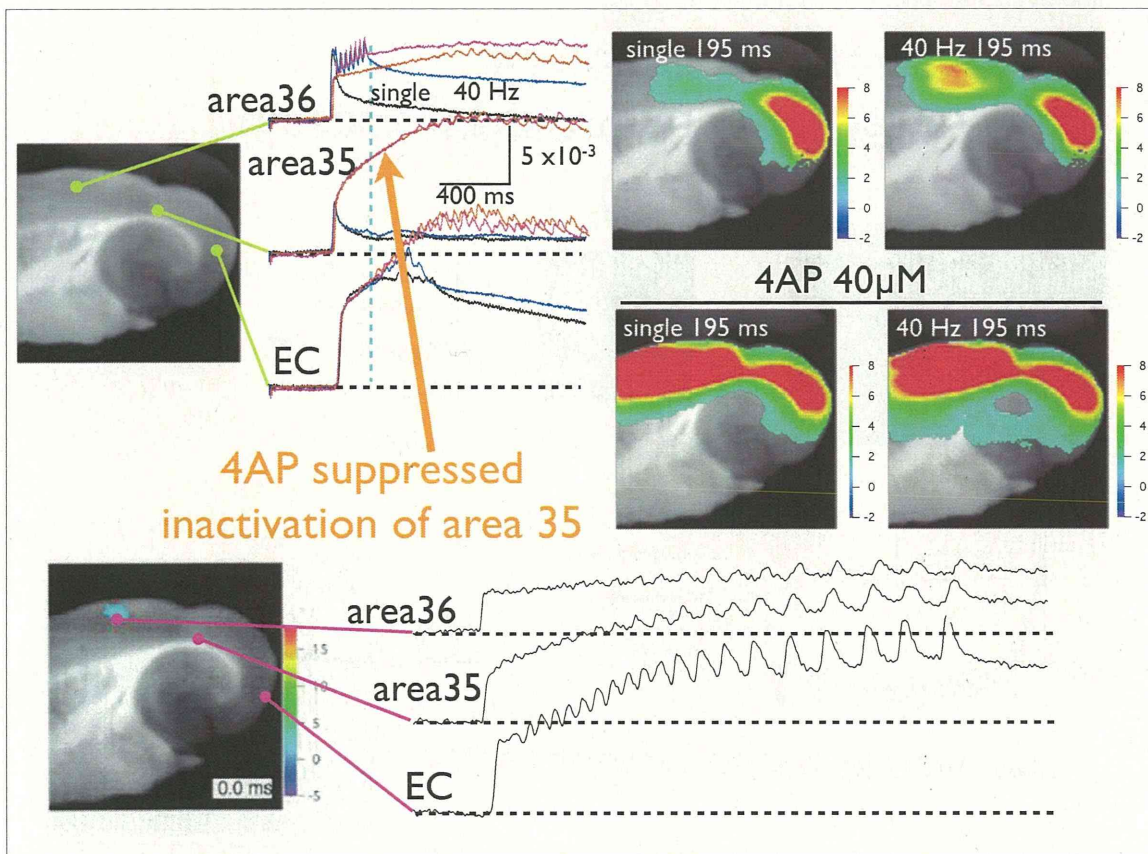 area36
single 40 Hz
area35
5 x10-3
400 ms
EC
single 195 ms
8
6
4
2
0
-2
40 Hz 195 ms
8
6
4
2
0
-2
4AP 40µM
single 195 ms
8
6
4
2
0
-2
40 Hz 195 ms
8
6
4
2
0
-2
4AP suppressed
inactivation of area 35
15
10
5
0
-5
0.0 ms
area36
area35
EC